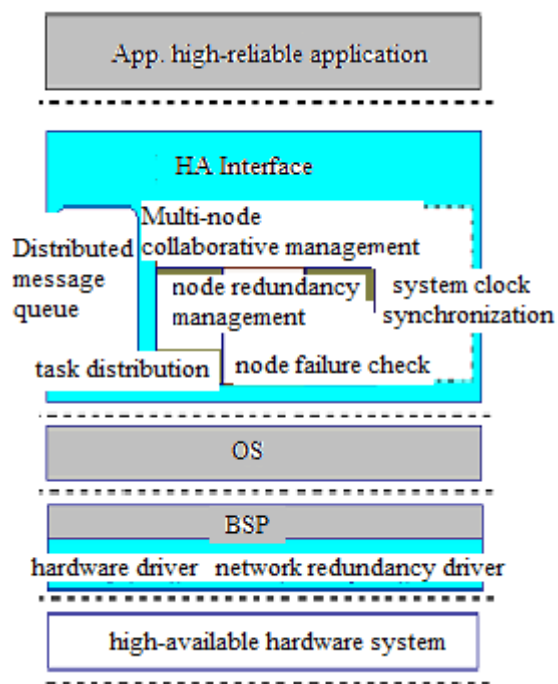 App. high-reliable application
HA Interface
Multi-node
collaborative management
Distributed
message
queue
node redundancy
management
system clock
synchronization
task distribution
node failure check
OS
BSP
hardware driver
network redundancy driver
high-available hardware system